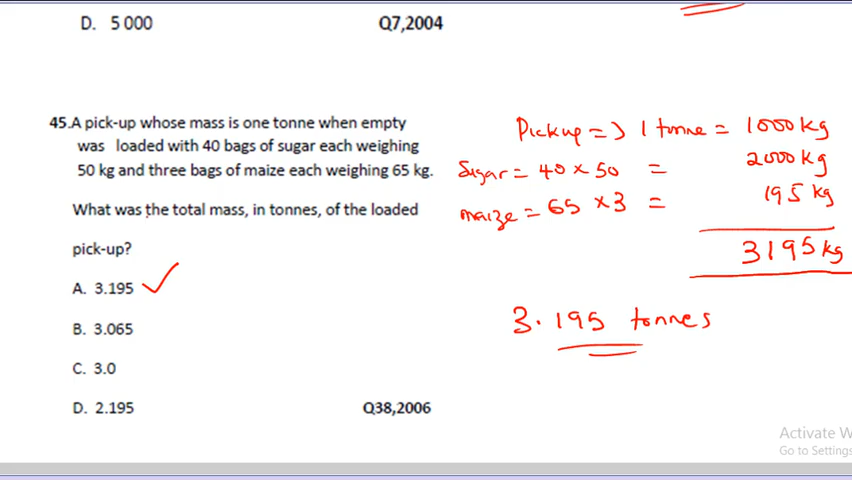 D. 5 000 Q7,2004
45.A pick-up whose mass is one tonne when empty
was loaded with 40 bags of sugar each weighing
50 kg and three bags of maize each weighing 65 kg.
What was the total mass, in tonnes, of the loaded
pick-up?
A. 3.195
B. 3.065
C. 3.0
D. 2.195 Q38,2006
Pickup => 1 tonne = 1000 kg
Sugar = 40 × 50 = 2000 kg
maize = 65 × 3 = 195 kg
3195 kg
3.195 tonnes
Activate W
Go to Settings